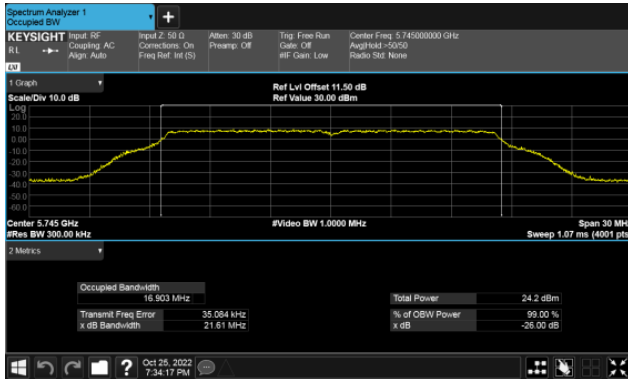 Spectrum Analyzer 1
Occupied BW
+
KEYSIGHT
Input: RF
Input Z: 50 Ω
Atten: 30 dB
Trig: Free Run
Center Freq: 5.745000000 GHz
R L
Coupling: AC
Corrections: On
Preamp: Off
Gate: Off
Avg|Hold:>50/50
Align: Auto
Freq Ref: Int (S)
#IF Gain: Low
Radio Std: None
LXI
1 Graph
Ref Lvl Offset 11.50 dB
Scale/Div 10.0 dB
Ref Value 30.00 dBm
Log
20.0
10.0
0.00
-10.0
-20.0
-30.0
-40.0
-50.0
-60.0
Center 5.745 GHz
#Video BW 1.0000 MHz
Span 30 MHz
#Res BW 300.00 kHz
Sweep 1.07 ms (4001 pts)
2 Metrics
Occupied Bandwidth
16.903 MHz
Total Power
24.2 dBm
Transmit Freq Error
35.084 kHz
% of OBW Power
99.00 %
x dB Bandwidth
21.61 MHz
x dB
-26.00 dB
?
Oct 25, 2022
7:34:17 PM